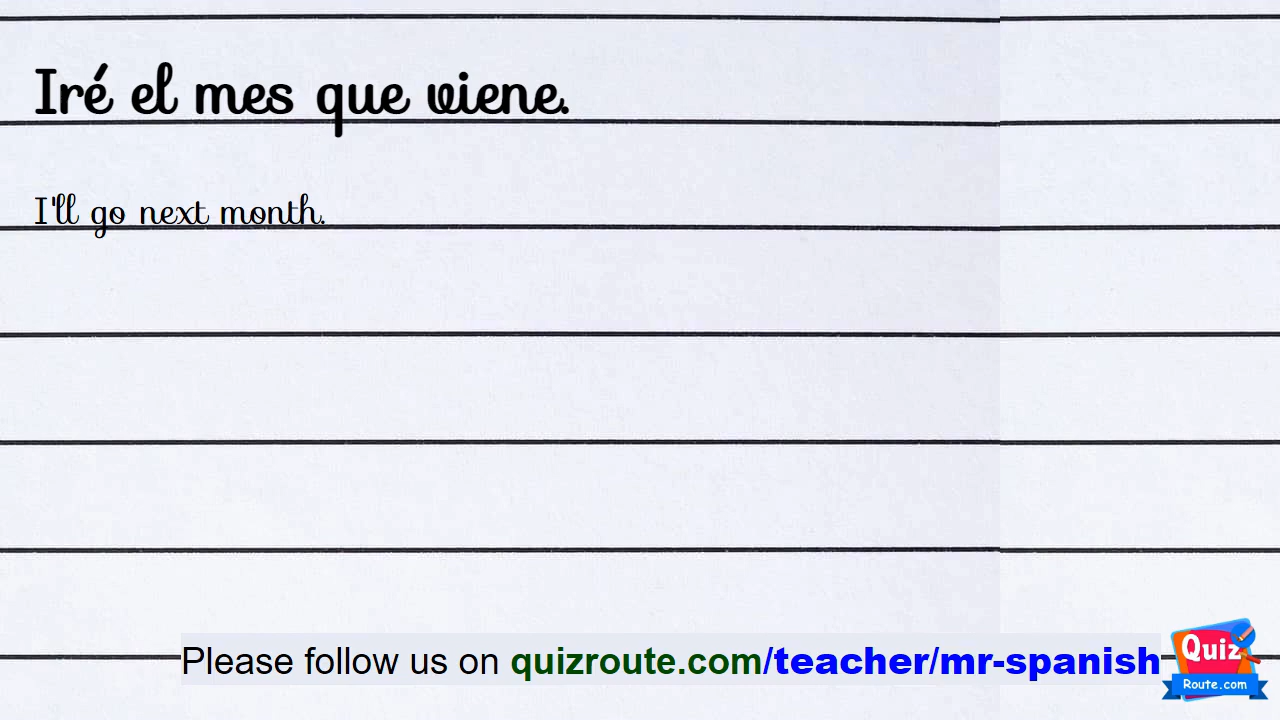 Iré el mes que viene.
I'll go next month.
Please follow us on quizroute.com/teacher/mr-spanish
Quiz
Route.com